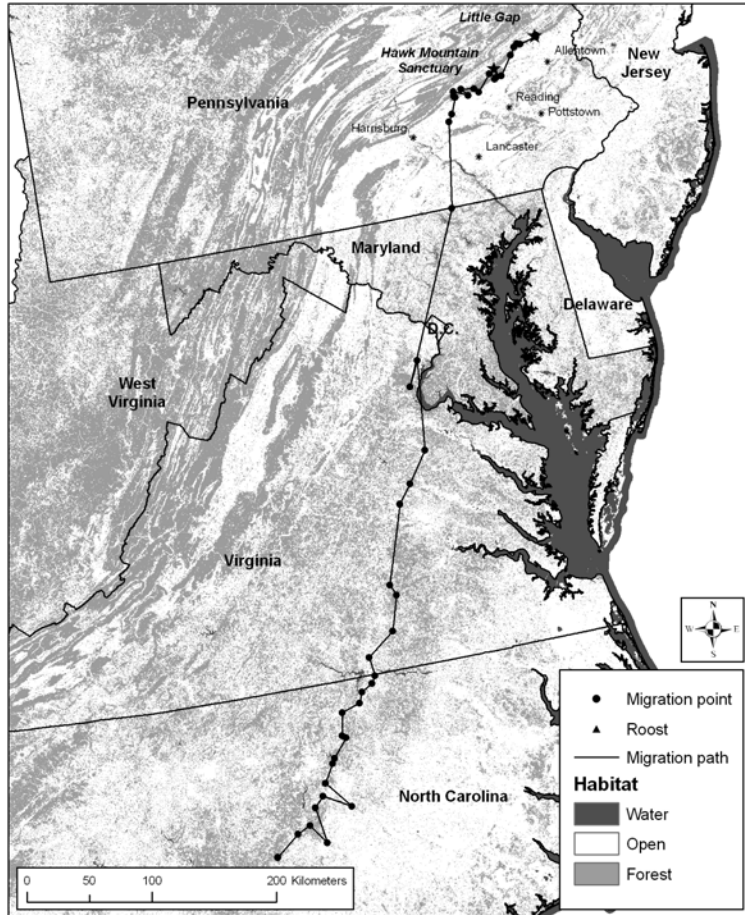 Little Gap
Hawk Mountain
Sanctuary
Allentown
New
Jersey
Pennsylvania
Reading
Pottstown
Harrisburg
Lancaster
Maryland
D.C.
Delaware
West
Virginia
Virginia
N
W E
S
North Carolina
Migration point
Roost
Migration path
Habitat
Water
Open
Forest
0 50 100 200 Kilometers